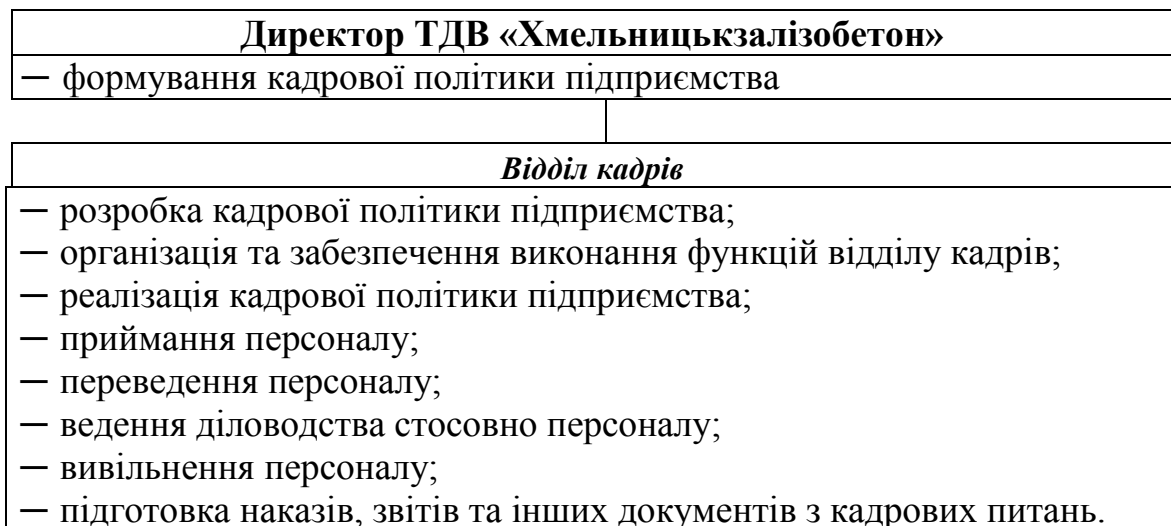 Директор ТДВ «Хмельницькзалізобетон»
— формування кадрової політики підприємства
Відділ кадрів
— розробка кадрової політики підприємства;
— організація та забезпечення виконання функцій відділу кадрів;
— реалізація кадрової політики підприємства;
— приймання персоналу;
— переведення персоналу;
— ведення діловодства стосовно персоналу;
— вивільнення персоналу;
— підготовка наказів, звітів та інших документів з кадрових питань.